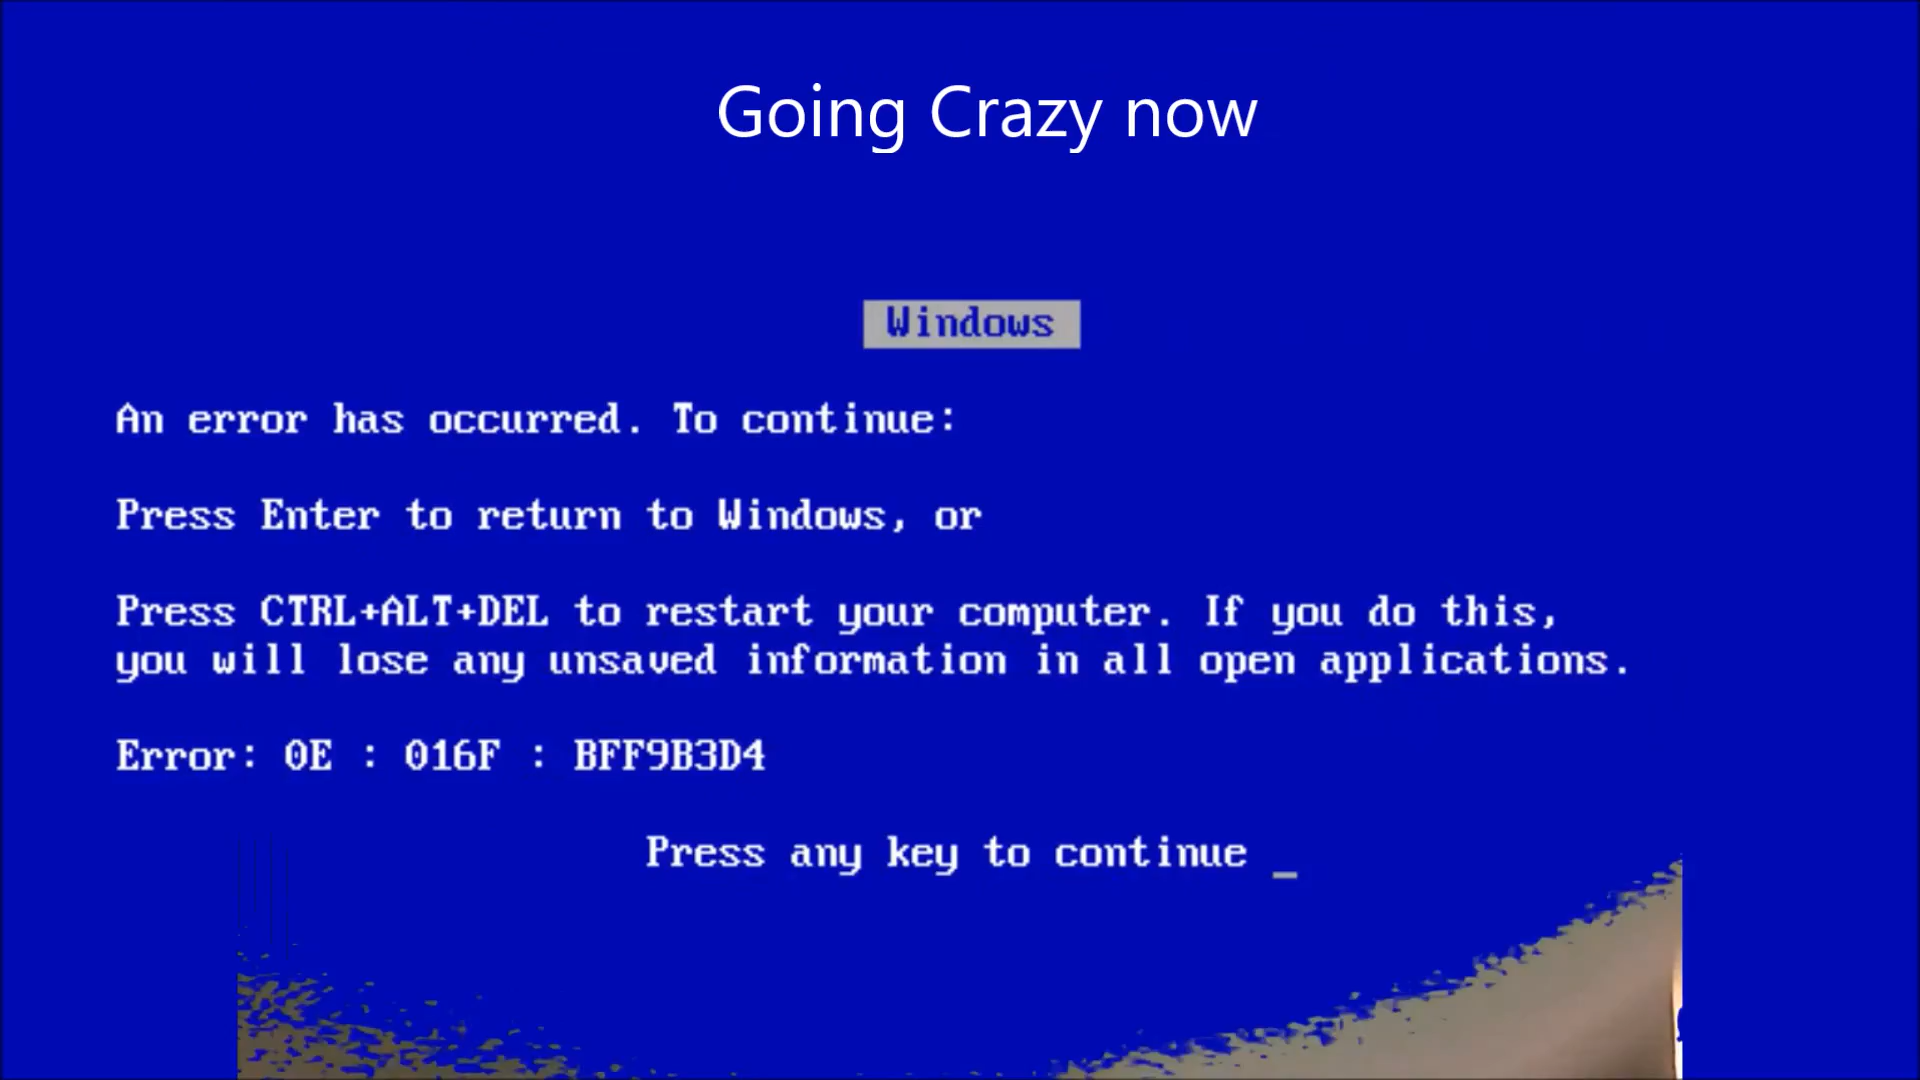 Going Crazy now
Windows
An error has occurred. To continue:
Press Enter to return to Windows, or
Press CTRL+ALT+DEL to restart your computer. If you do this,
you will lose any unsaved information in all open applications.
Error: 0E : 016F : BFF9B3D4
Press any key to continue _